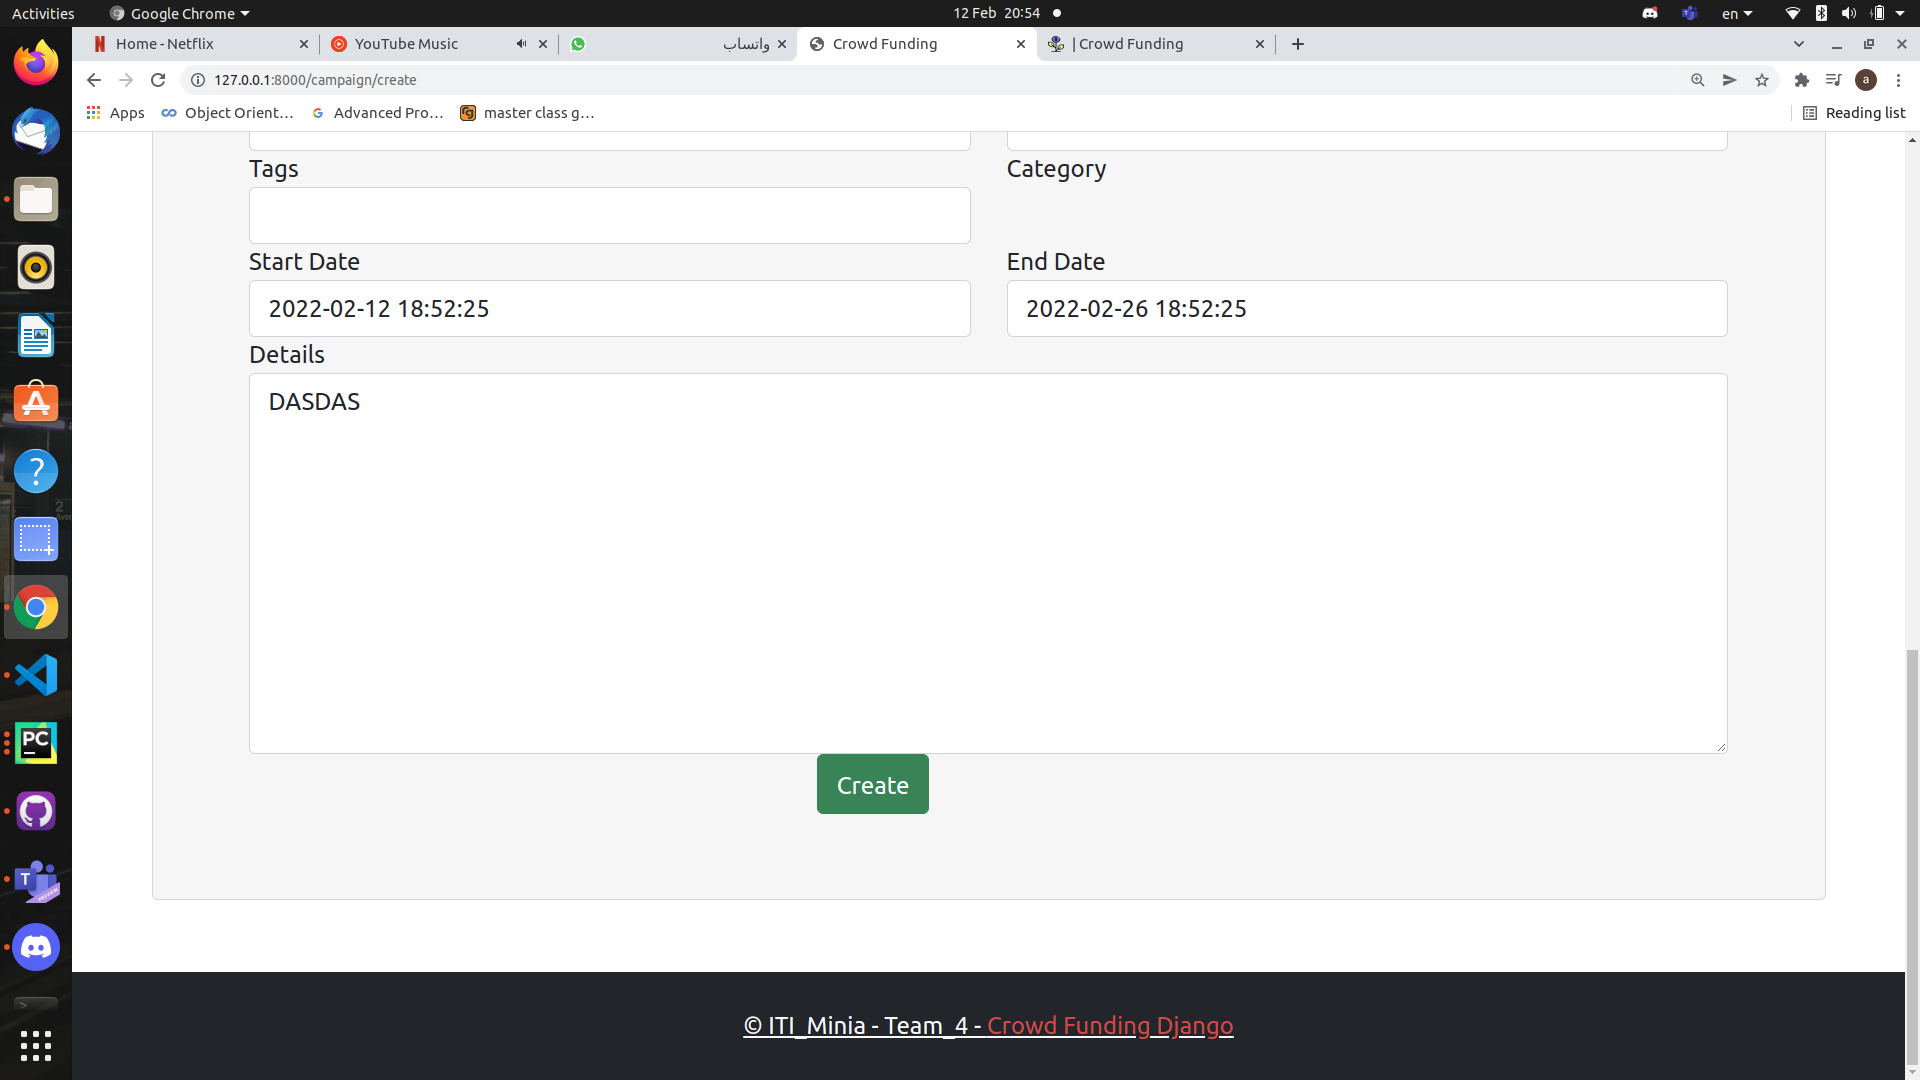 Activities
Google Chrome
12 Feb 20:54
en
Home - Netflix
YouTube Music
واتساب
Crowd Funding
| Crowd Funding
127.0.0.1:8000/campaign/create
a
Apps
Object Orient…
Advanced Pro…
master class g…
Reading list
Tags
Category
Start Date
End Date
2022-02-12 18:52:25
2022-02-26 18:52:25
Details
DASDAS
Create
PC
T
© ITI_Minia - Team_4 - Crowd Funding Django